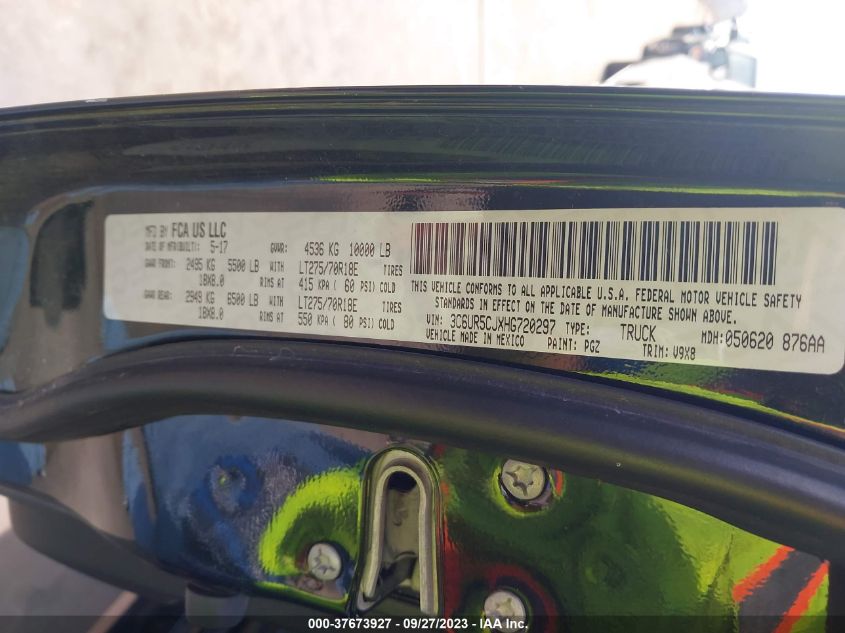 MFD BY FCA US LLC
DATE OF MFR(BUILT): 5-17 GVWR: 4536 KG 10000 LB
GAWR FRONT: 2495 KG 5500 LB WITH LT275/70R18E TIRES
18X8.0 RIMS AT 415 KPA ( 60 PSI) COLD
GAWR REAR: 2949 KG 6500 LB WITH LT275/70R18E TIRES
18X8.0 RIMS AT 550 KPA ( 80 PSI) COLD
THIS VEHICLE CONFORMS TO ALL APPLICABLE U.S.A. FEDERAL MOTOR VEHICLE SAFETY
STANDARDS IN EFFECT ON THE DATE OF MANUFACTURE SHOWN ABOVE.
VIN: 3C6UR5CJXHG720297 TYPE: TRUCK MDH:050620 876AA
VEHICLE MADE IN MEXICO PAINT: PGZ TRIM: V9X8
000-37673927 - 09/27/2023 - IAA Inc.